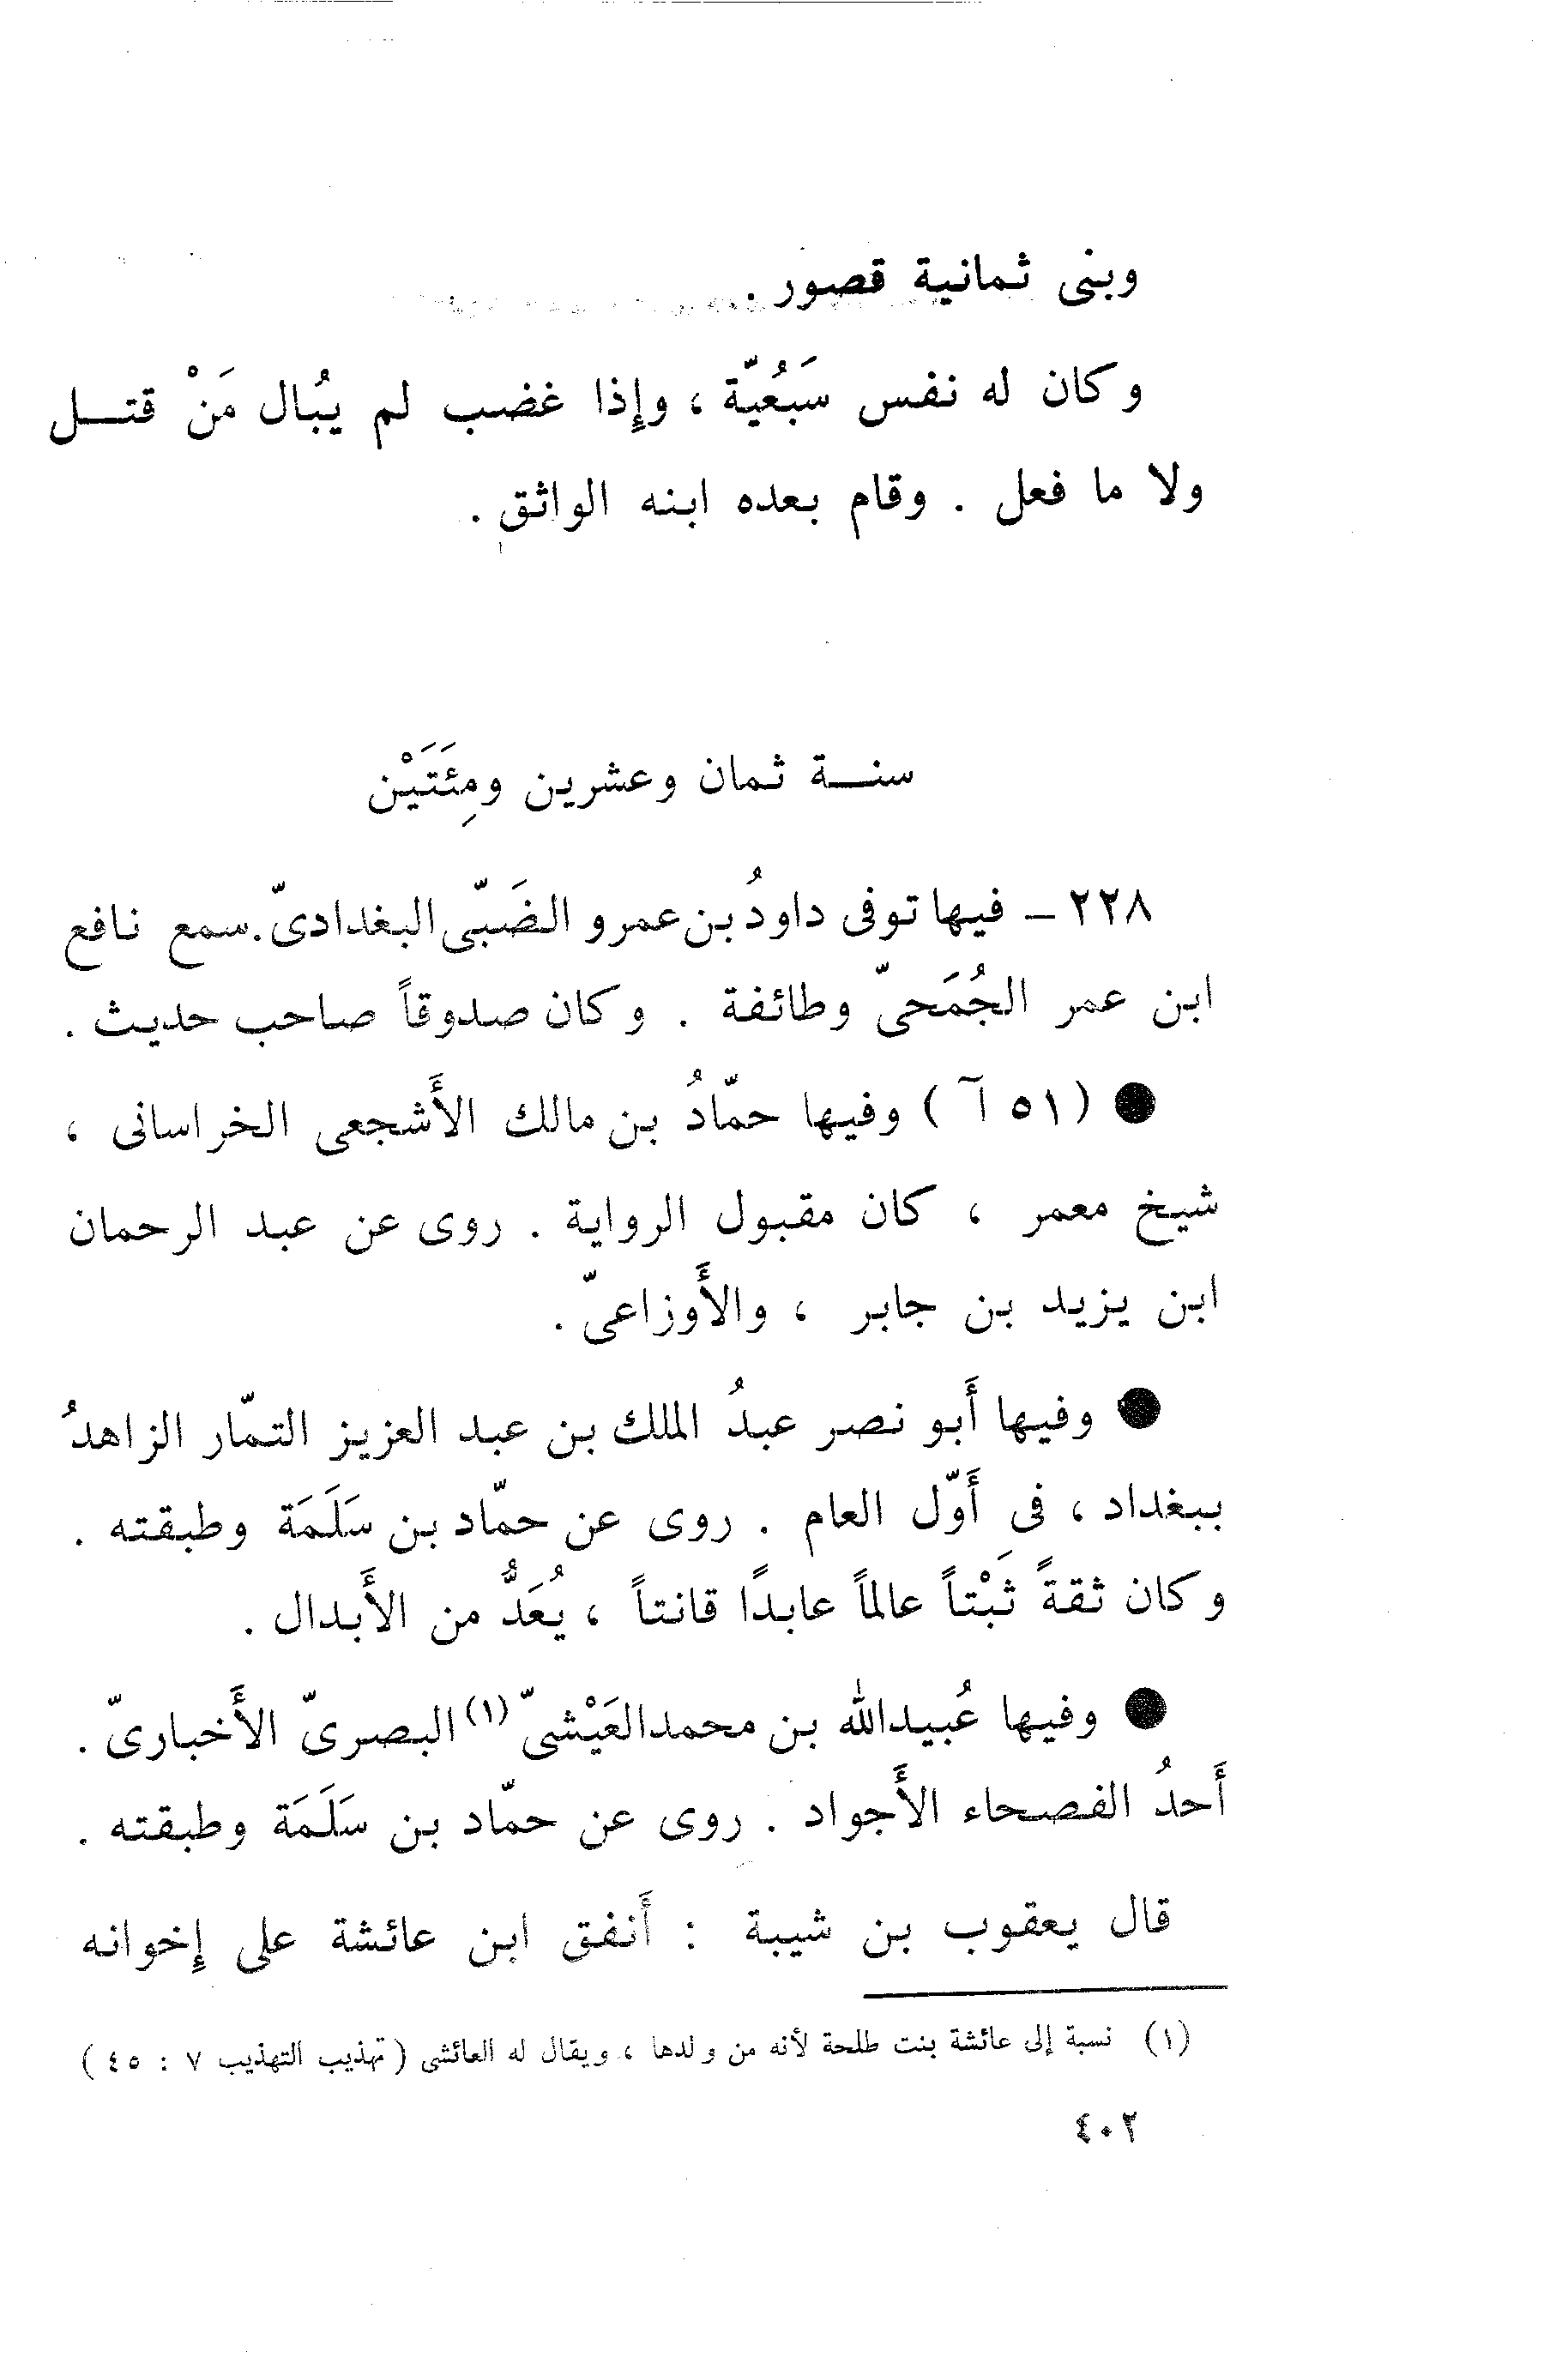 وبنى ثمانية قصور .
وكان له نفس سَبُعيّة ، وإِذا غضب لم يُبال مَنْ قتـــل
ولا ما فعل . وقام بعده ابنه الواثق .
سنـــة ثمان وعشرين ومِئَتَيْن
٢٢٨ – فيها توفى داودُ بن عمرو الضَبّى البغدادىّ . سمع نافع
ابن عمر الجُمَحىّ وطائفة . وكان صدوقاً صاحب حديث .
● ( ٥١ آ ) وفيها حمّادُ بن مالك الأَشجعى الخراسانى ،
شيخ معمر ، كان مقبول الرواية . روى عن عبد الرحمان
ابن يزيد بن جابر ، والأَوزاعىّ .
● وفيها أَبو نصر عبدُ الملك بن عبد العزيز التمّار الزاهدُ
ببغداد ، فى أَوّل العام . روى عن حمّاد بن سَلَمَة وطبقته .
وكان ثقةً ثَبْتاً عالماً عابدًا قانتاً ، يُعَدُّ من الأَبدال .
● وفيها عُبيدالله بن محمدالعَيْشىّ (١) البصرىّ الأَخبارىّ .
أَحدُ الفصحاء الأَجواد . روى عن حمّاد بن سَلَمَة وطبقته .
قال يعقوب بن شيبة : أَنفق ابن عائشة على إِخوانه
(١) نسبة إلى عائشة بنت طلحة لأنه من ولدها ، ويقال له العائشى ( تهذيب التهذيب ٧ : ٤٥ )
٤٠٢